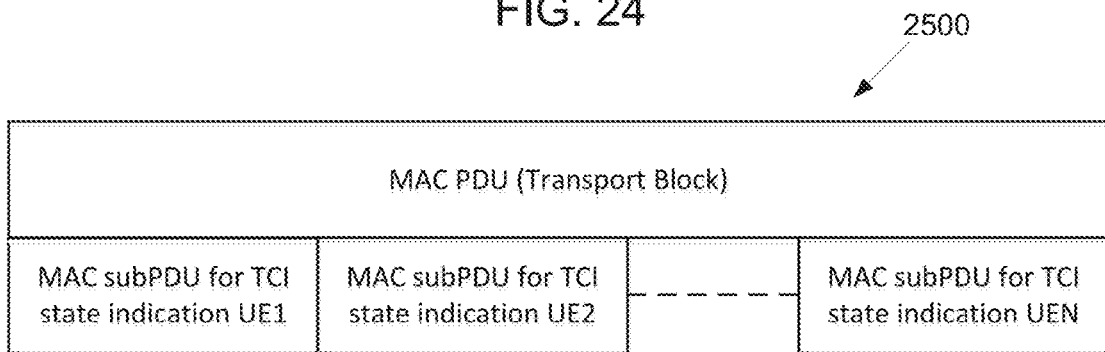 FIG. 24
2500
MAC PDU (Transport Block)
MAC subPDU for TCI
state indication UE1
MAC subPDU for TCI
state indication UE2
MAC subPDU for TCI
state indication UEN